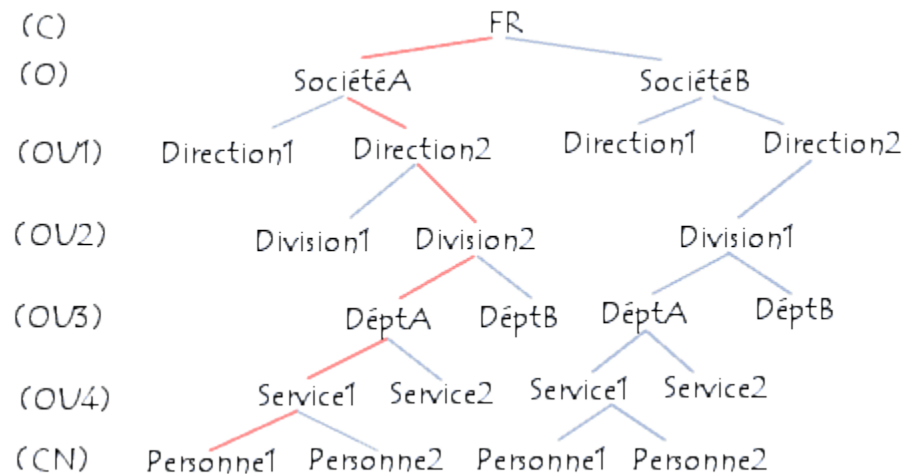 (C) FR
(O) SociétéA SociétéB
(OU1) Direction1 Direction2 Direction1 Direction2
(OU2) Division1 Division2 Division1
(OU3) DéptA DéptB DéptA DéptB
(OU4) Service1 Service2 Service1 Service2
(CN) Personne1 Personne2 Personne1 Personne2